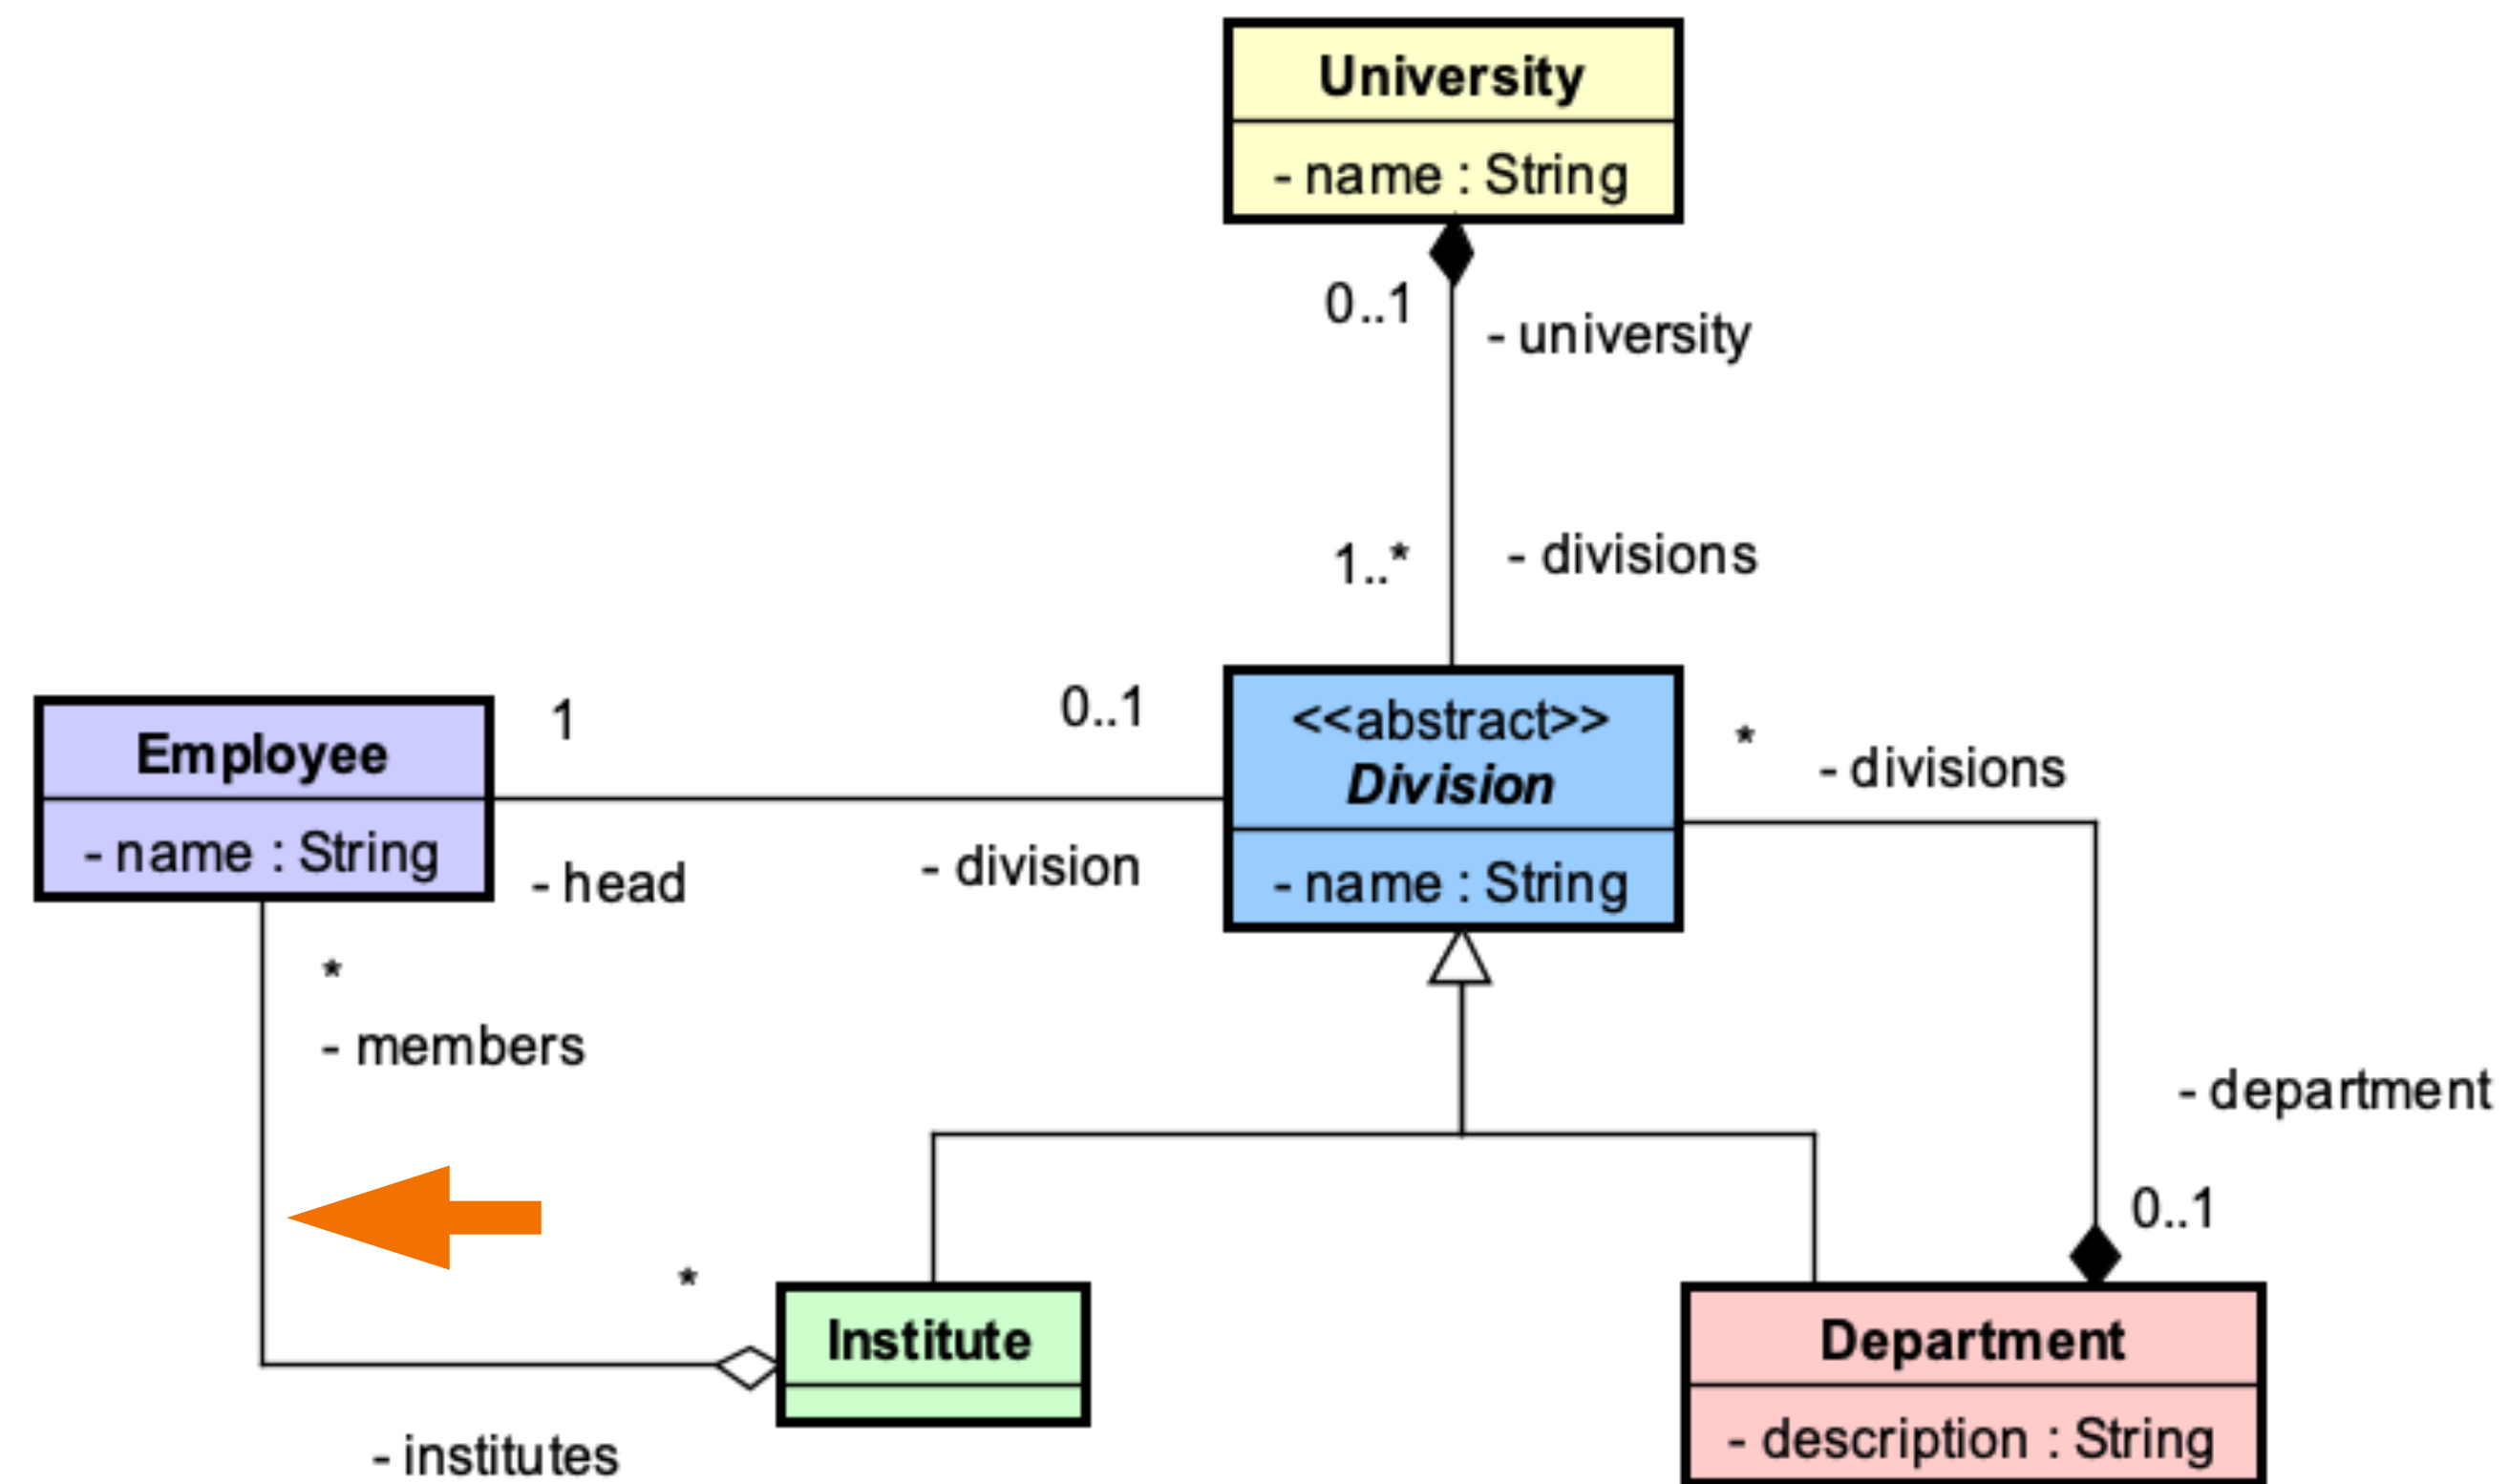 University
- name : String
0..1
- university
1..*
- divisions
<<abstract>>
Division
- name : String
Employee
- name : String
1
0..1
- head
- division
*
- divisions
*
- members
- department
0..1
*
- institutes
Institute
Department
- description : String